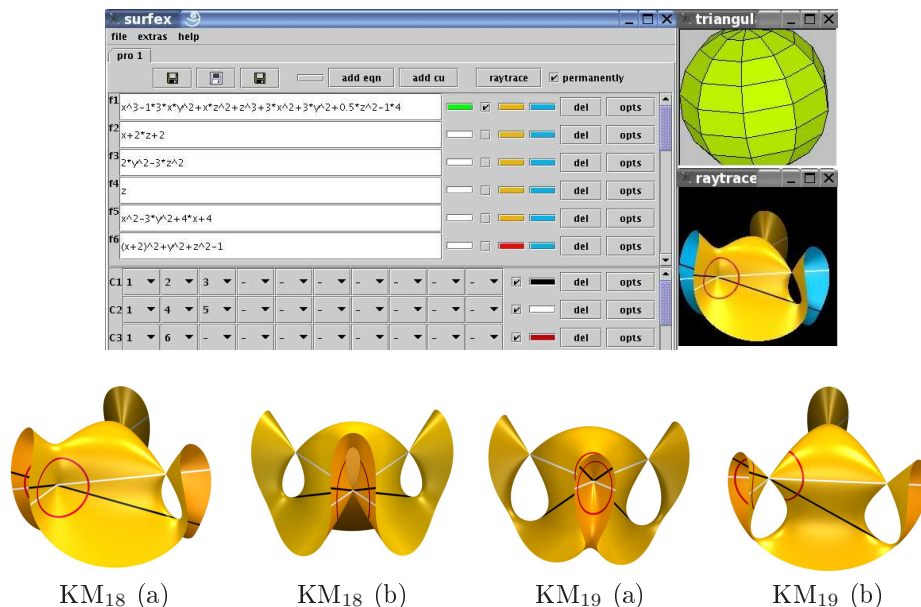 surfex
triangula
file extras help
pro 1
add eqn add cu raytrace permanently
f1 x^3-1*3*x*y^2+x*z^2+z^3+3*x^2+3*y^2+0.5*z^2-1*4 del opts
f2 x+2*z+2 del opts
f3 2*y^2-3*z^2 del opts
f4 z del opts
f5 x^2-3*y^2+4*x+4 del opts
f6 (x+2)^2+y^2+z^2-1 del opts
raytrace
C1 1 2 3 - - - - - - - del opts
C2 1 4 5 - - - - - - - del opts
C3 1 6 - - - - - - - - del opts
KM18 (a) KM18 (b) KM19 (a) KM19 (b)